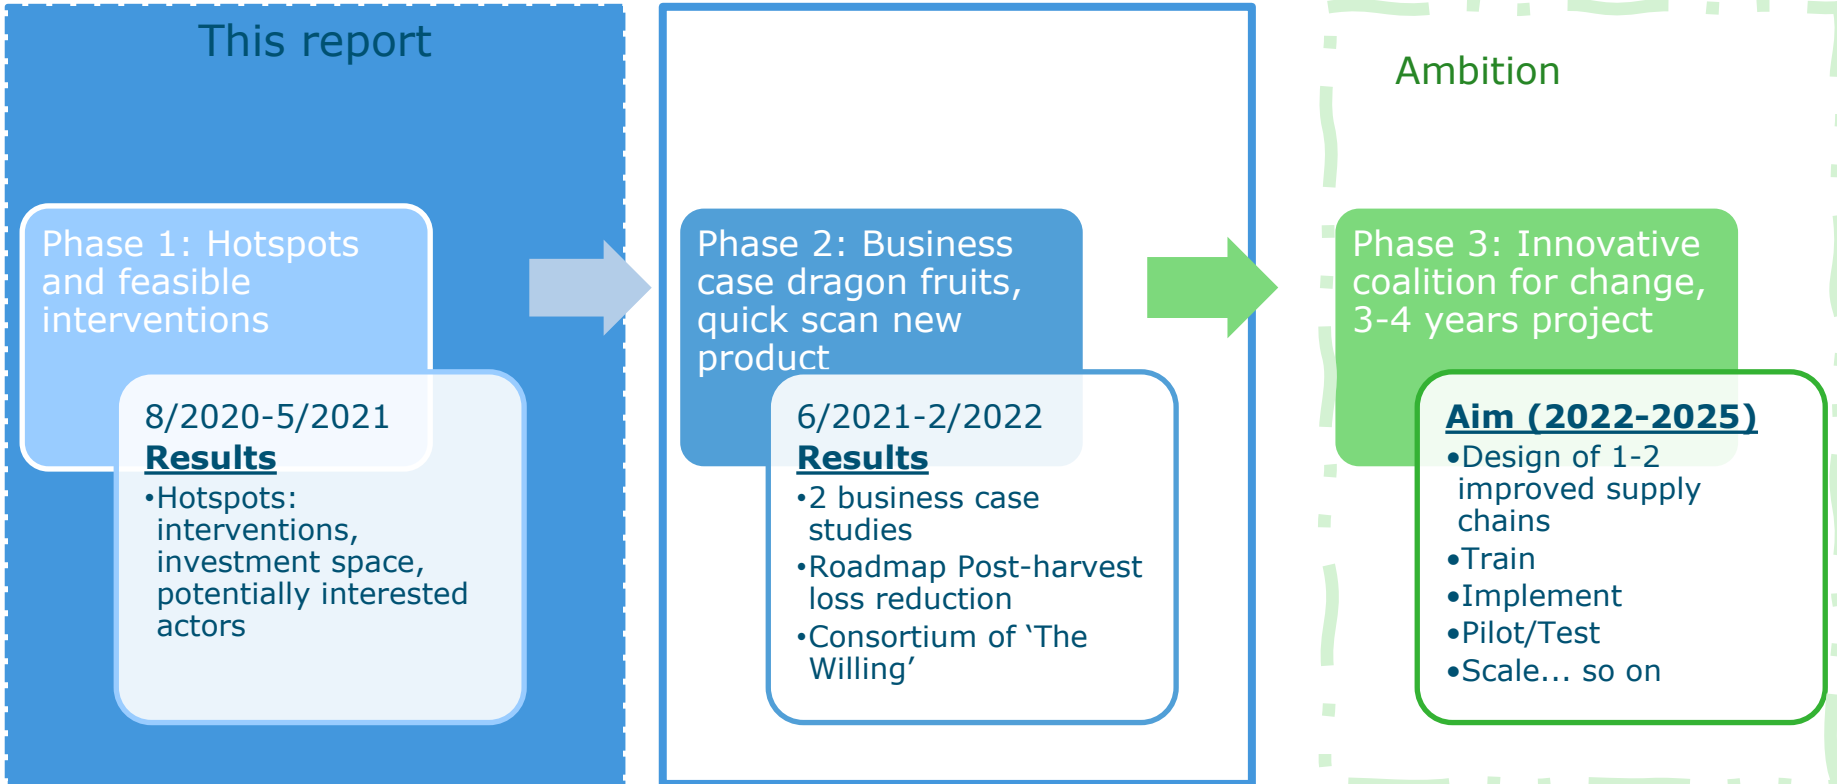 This report
Phase 1: Hotspots
and feasible
interventions
8/2020-5/2021
Results
•Hotspots:
interventions,
investment space,
potentially interested
actors
Phase 2: Business
case dragon fruits,
quick scan new
product
6/2021-2/2022
Results
•2 business case
studies
•Roadmap Post-harvest
loss reduction
•Consortium of ‘The
Willing’
Ambition
Phase 3: Innovative
coalition for change,
3-4 years project
Aim (2022-2025)
•Design of 1-2
improved supply
chains
•Train
•Implement
•Pilot/Test
•Scale... so on